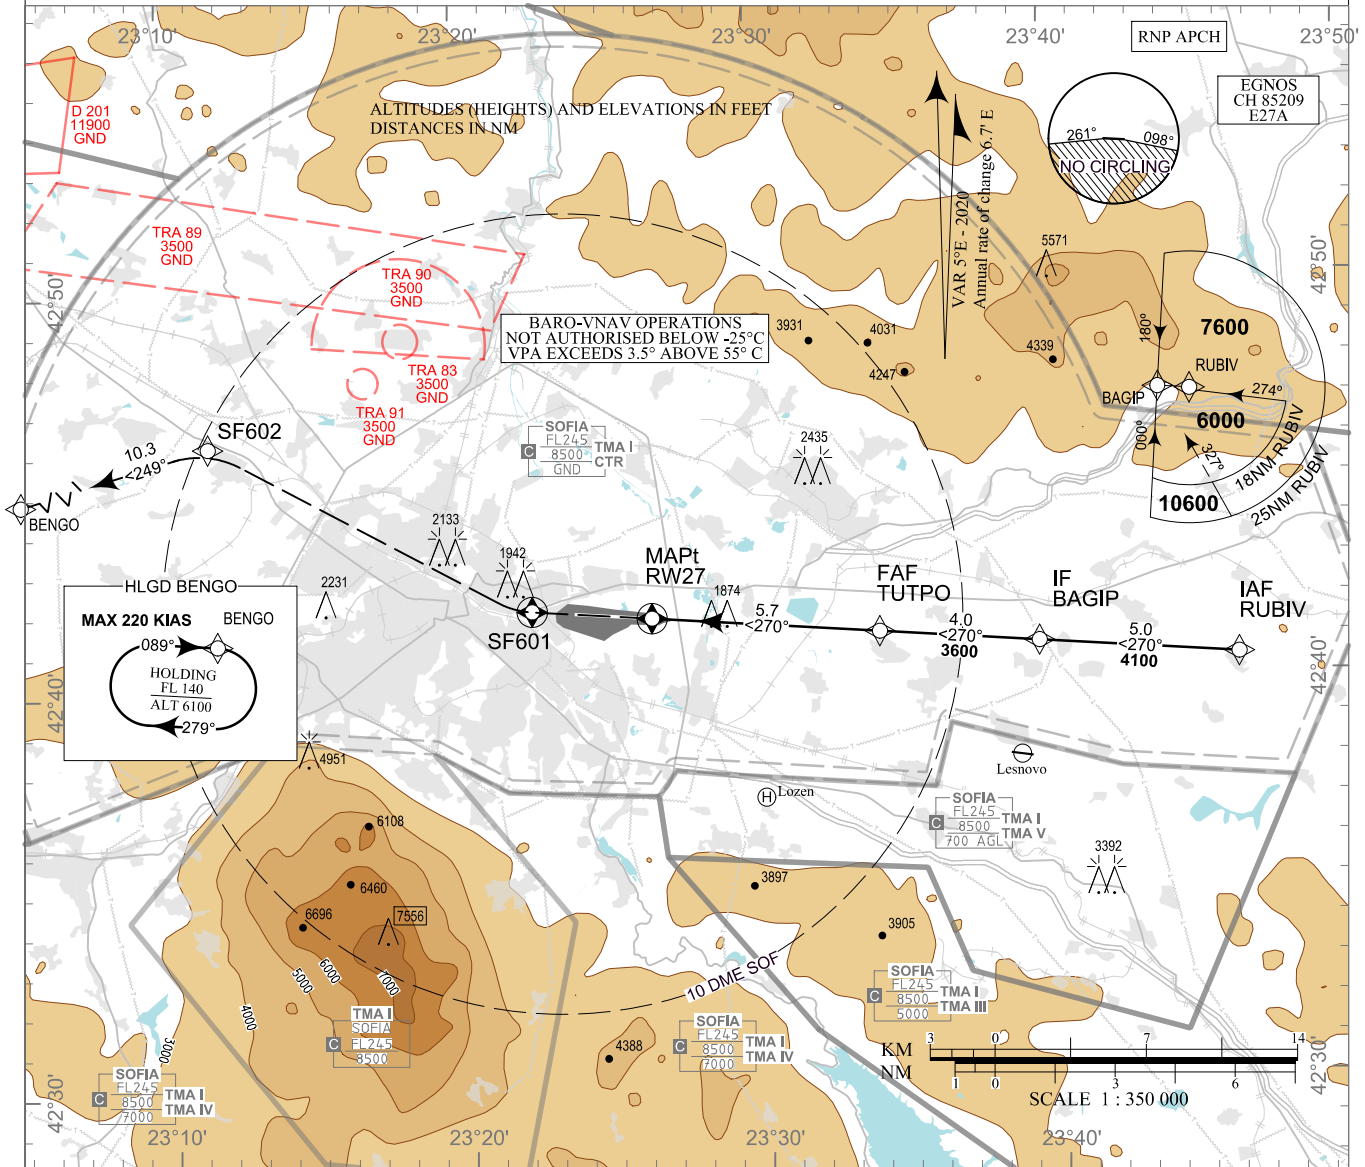 23°10'
23°20'
23°30'
23°40'
23°50'
RNP APCH
EGNOS
CH 85209
E27A
D 201
11900
GND
ALTITUDES (HEIGHTS) AND ELEVATIONS IN FEET
DISTANCES IN NM
261°
098°
NO CIRCLING
VAR 5°E - 2020
Annual rate of change 6.7' E
TRA 89
3500
GND
TRA 90
3500
GND
5571
42°50'
42°50'
BARO-VNAV OPERATIONS
NOT AUTHORISED BELOW -25°C
VPA EXCEEDS 3.5° ABOVE 55° C
3931
4031
4247
4339
180°
7600
RUBIV
BAGIP
274°
6000
000°
327°
10600
18NM RUBIV
25NM RUBIV
TRA 83
3500
GND
TRA 91
3500
GND
SF602
10.3
<249°
BENGO
SOFIA
FL245
8500
GND
TMA I
CTR
C
2435
2133
1942
MAPt
RW27
1874
5.7
<270°
FAF
TUTPO
4.0
<270°
3600
IF
BAGIP
5.0
<270°
4100
IAF
RUBIV
SF601
2231
HLGD BENGO
MAX 220 KIAS
BENGO
089°
HOLDING
FL 140
ALT 6100
279°
42°40'
42°40'
4951
Lesnovo
H
Lozen
SOFIA
FL245
8500
700 AGL
TMA I
TMA V
C
6108
3392
6460
3897
6696
7556
3905
7000
6000
5000
4000
3000
10 DME SOF
SOFIA
FL245
8500
5000
TMA I
TMA III
C
TMA I
SOFIA
FL245
8500
C
4388
SOFIA
FL245
8500
7000
TMA I
TMA IV
C
KM
3
0
7
14
NM
1
0
3
6
SCALE 1 : 350 000
SOFIA
FL245
8500
7000
TMA I
TMA IV
C
42°30'
42°30'
23°10'
23°20'
23°30'
23°40'